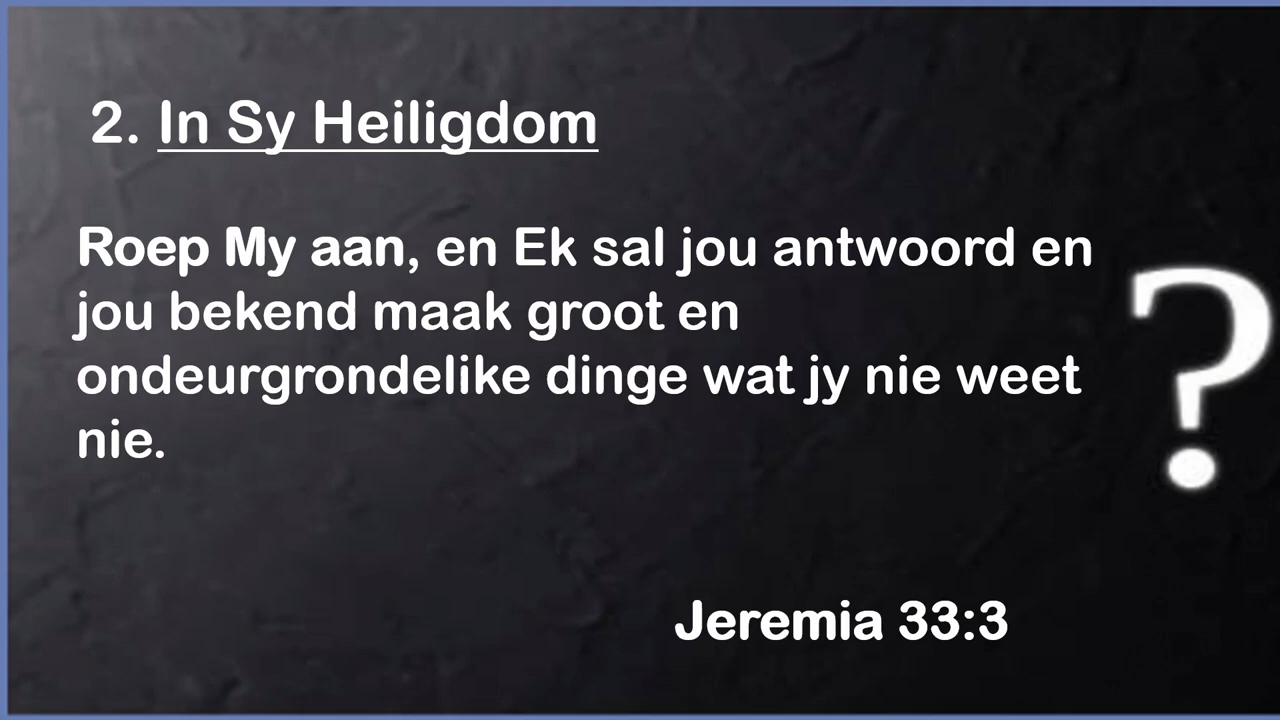 2. In Sy Heiligdom
Roep My aan, en Ek sal jou antwoord en
jou bekend maak groot en
ondeurgrondelike dinge wat jy nie weet
nie.
?
Jeremia 33:3